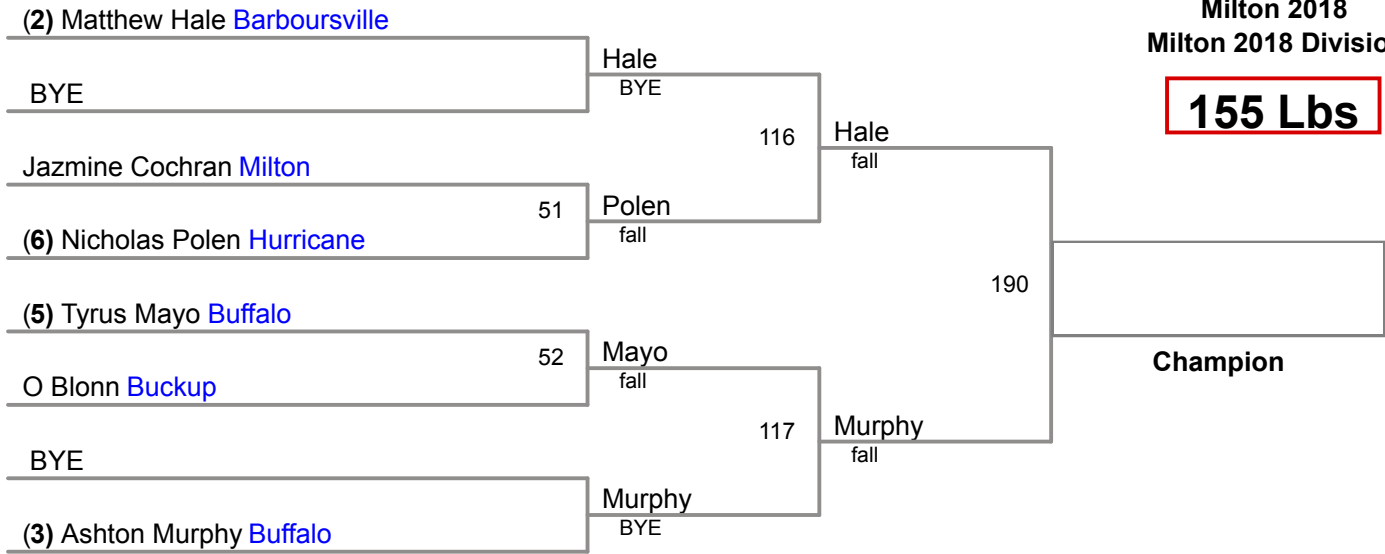 Milton 2018
Milton 2018 Divisio
155 Lbs
(2) Matthew Hale Barboursville
Hale
BYE
BYE
116
Hale
fall
Jazmine Cochran Milton
51
Polen
fall
(6) Nicholas Polen Hurricane
190
(5) Tyrus Mayo Buffalo
52
Mayo
fall
O Blonn Buckup
Champion
117
Murphy
fall
BYE
Murphy
BYE
(3) Ashton Murphy Buffalo